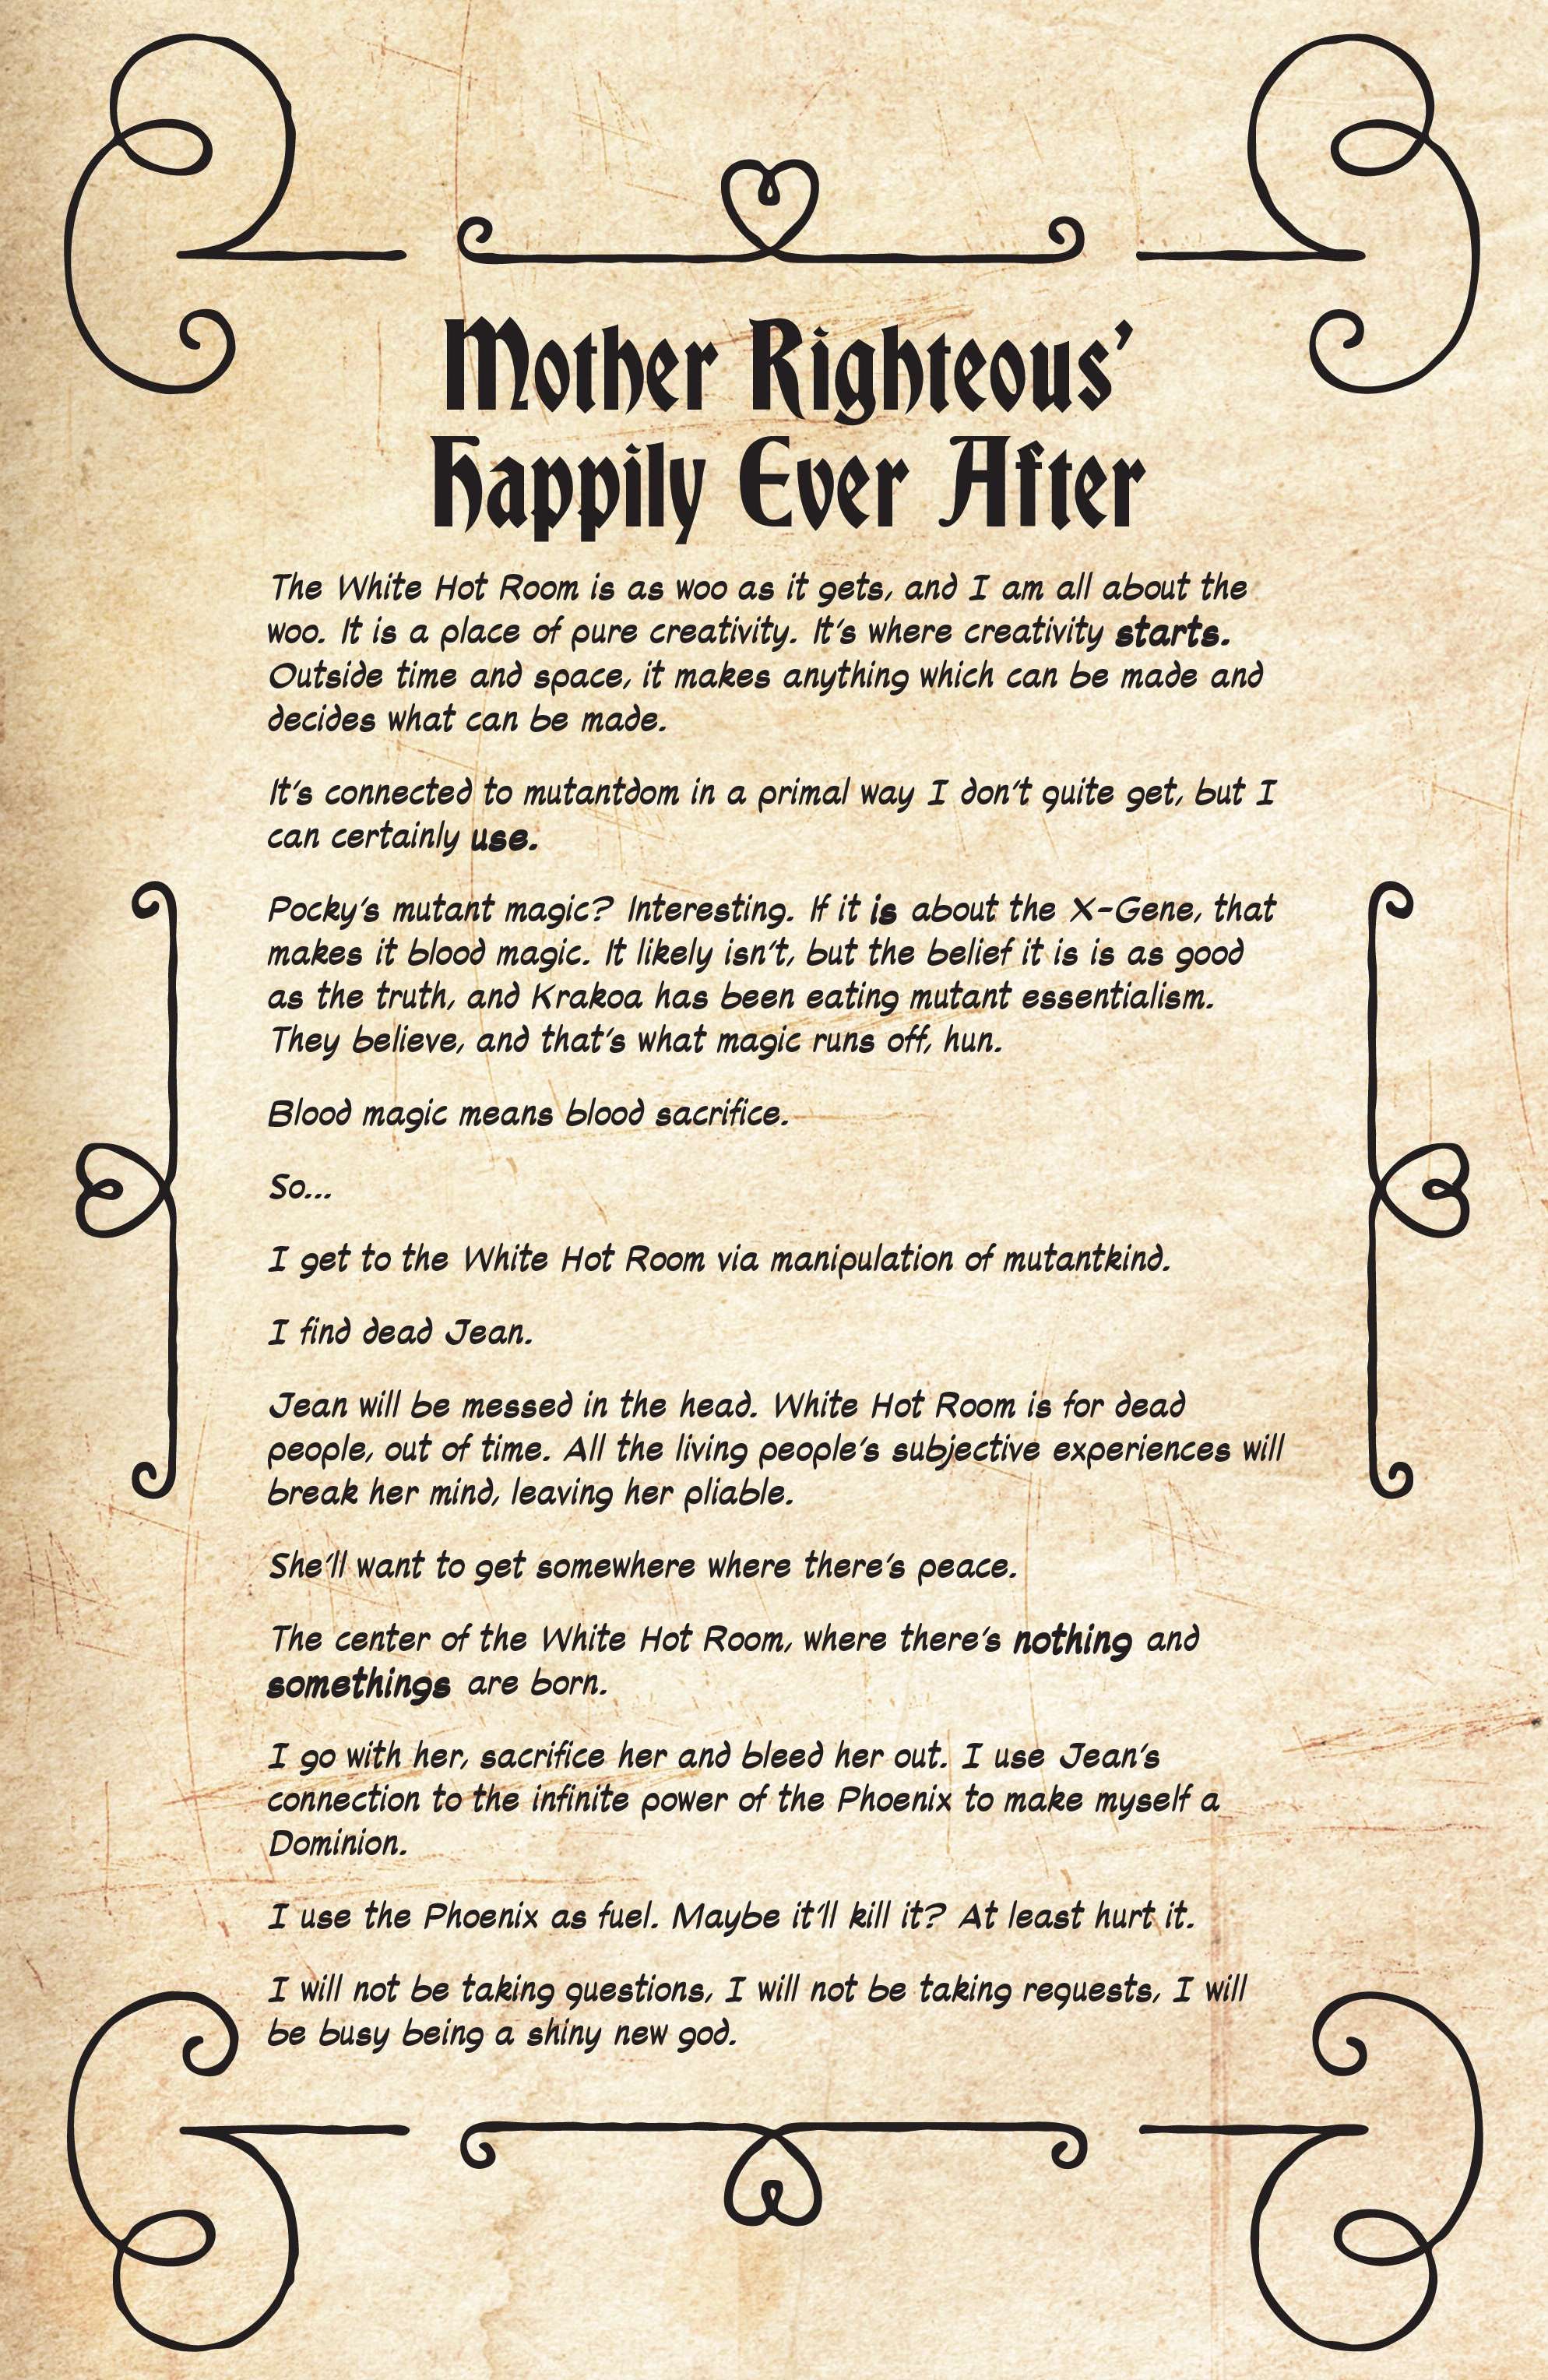 Mother Righteous'
Happily Ever After
The White Hot Room is as woo as it gets, and I am all about the
woo. It is a place of pure creativity. It's where creativity starts.
Outside time and space, it makes anything which can be made and
decides what can be made.
It's connected to mutantdom in a primal way I don't quite get, but I
can certainly use.
Pocky's mutant magic? Interesting. If it is about the X-Gene, that
makes it blood magic. It likely isn't, but the belief it is is as good
as the truth, and Krakoa has been eating mutant essentialism.
They believe, and that's what magic runs off, hun.
Blood magic means blood sacrifice.
So...
I get to the White Hot Room via manipulation of mutantkind.
I find dead Jean.
Jean will be messed in the head. White Hot Room is for dead
people, out of time. All the living people's subjective experiences will
break her mind, leaving her pliable.
She'll want to get somewhere where there's peace.
The center of the White Hot Room, where there's nothing and
somethings are born.
I go with her, sacrifice her and bleed her out. I use Jean's
connection to the infinite power of the Phoenix to make myself a
Dominion.
I use the Phoenix as fuel. Maybe it'll kill it? At least hurt it.
I will not be taking questions, I will not be taking requests, I will
be busy being a shiny new god.